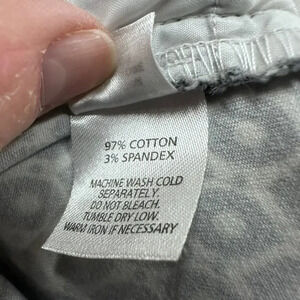 97% COTTON
3% SPANDEX
MACHINE WASH COLD
SEPARATELY.
DO NOT BLEACH.
TUMBLE DRY LOW.
WARM IRON IF NECESSARY